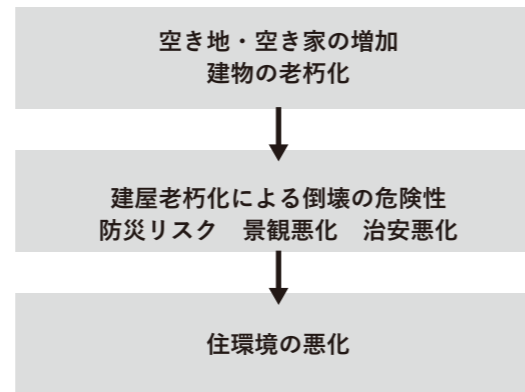 空き地・空き家の増加
建物の老朽化
建屋老朽化による倒壊の危険性
防災リスク　景観悪化　治安悪化
住環境の悪化